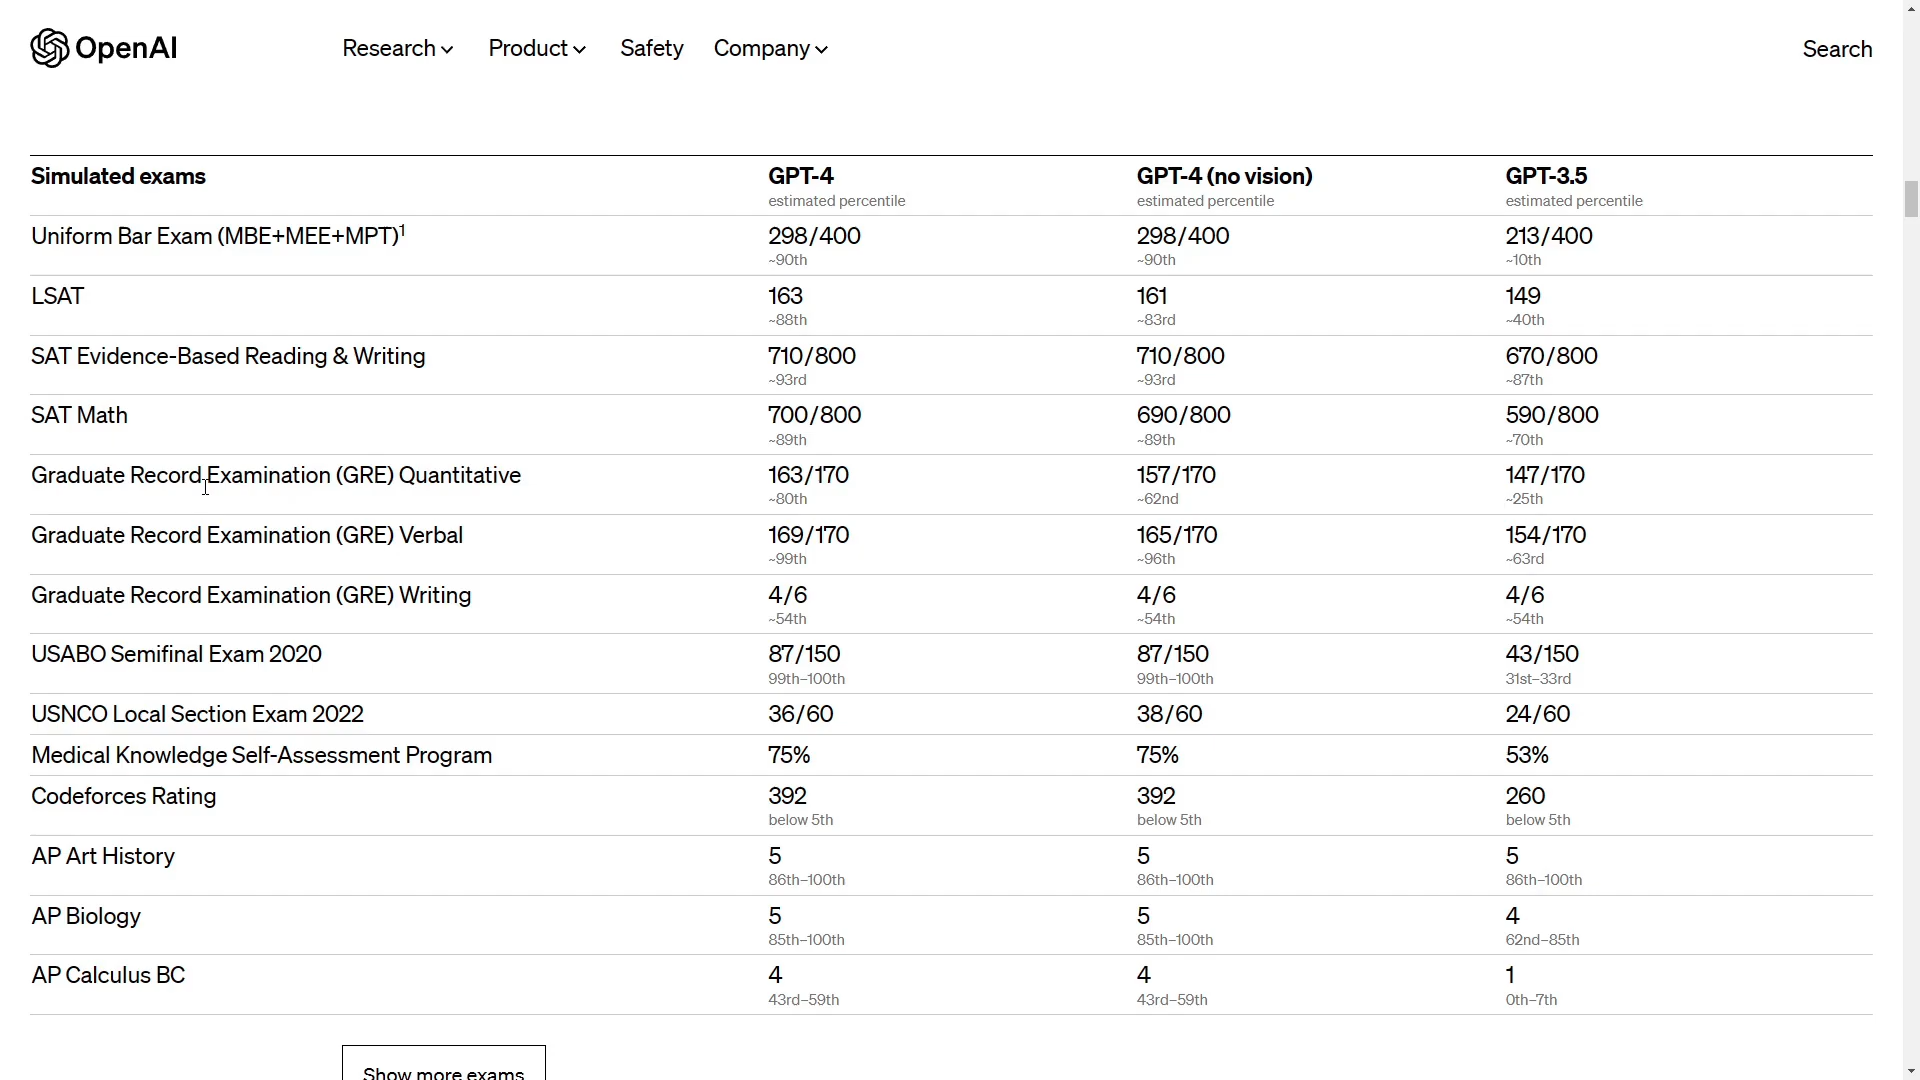 OpenAI Research Product Safety Company Search
Simulated exams GPT-4 GPT-4 (no vision) GPT-3.5
estimated percentile estimated percentile estimated percentile
Uniform Bar Exam (MBE+MEE+MPT)¹ 298/400 298/400 213/400
~90th ~90th ~10th
LSAT 163 161 149
~88th ~83rd ~40th
SAT Evidence-Based Reading & Writing 710/800 710/800 670/800
~93rd ~93rd ~87th
SAT Math 700/800 690/800 590/800
~89th ~89th ~70th
Graduate Record Examination (GRE) Quantitative 163/170 157/170 147/170
~80th ~62nd ~25th
Graduate Record Examination (GRE) Verbal 169/170 165/170 154/170
~99th ~96th ~63rd
Graduate Record Examination (GRE) Writing 4/6 4/6 4/6
~54th ~54th ~54th
USABO Semifinal Exam 2020 87/150 87/150 43/150
99th–100th 99th–100th 31st–33rd
USNCO Local Section Exam 2022 36/60 38/60 24/60
Medical Knowledge Self-Assessment Program 75% 75% 53%
Codeforces Rating 392 392 260
below 5th below 5th below 5th
AP Art History 5 5 5
86th–100th 86th–100th 86th–100th
AP Biology 5 5 4
85th–100th 85th–100th 62nd–85th
AP Calculus BC 4 4 1
43rd–59th 43rd–59th 0th–7th
Show more exams